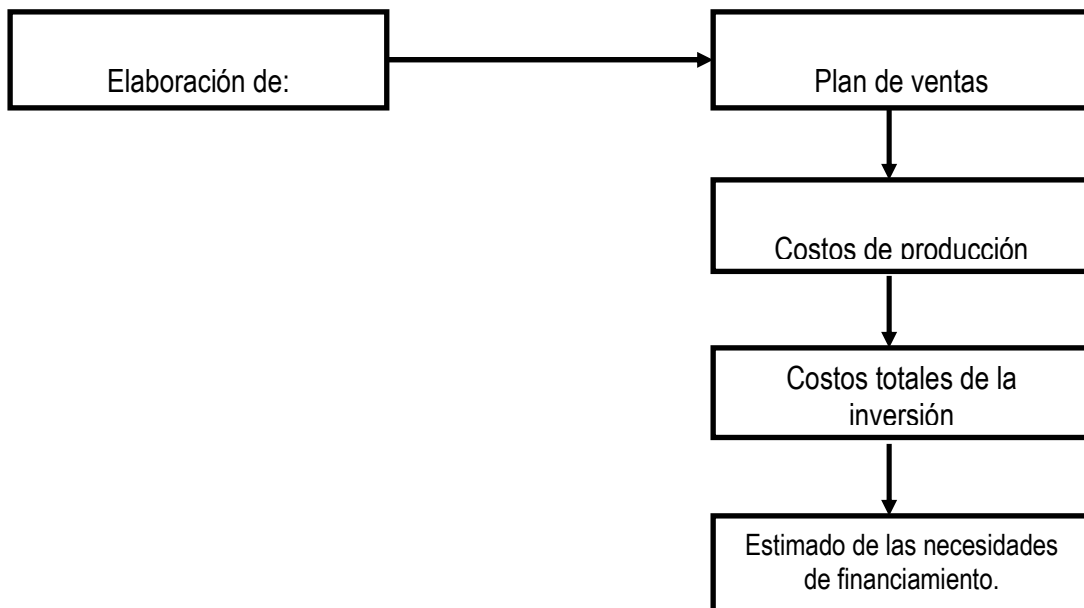 Elaboración de:
Plan de ventas
Costos de producción
Costos totales de la
inversión
Estimado de las necesidades
de financiamiento.